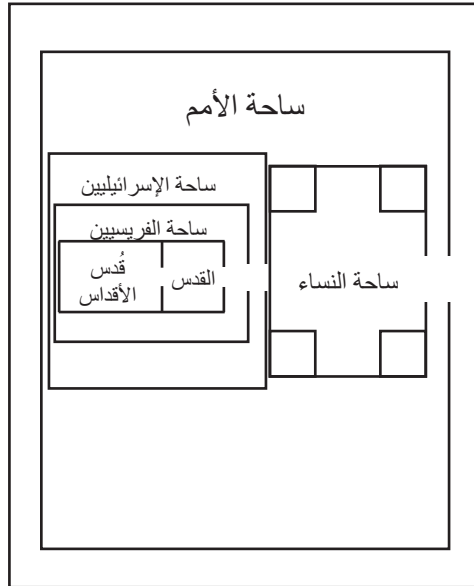 ساحة الأمم
ساحة الإسرائيليين
ساحة الفريسيين
قُدس
الأقداس
القدس
ساحة النساء